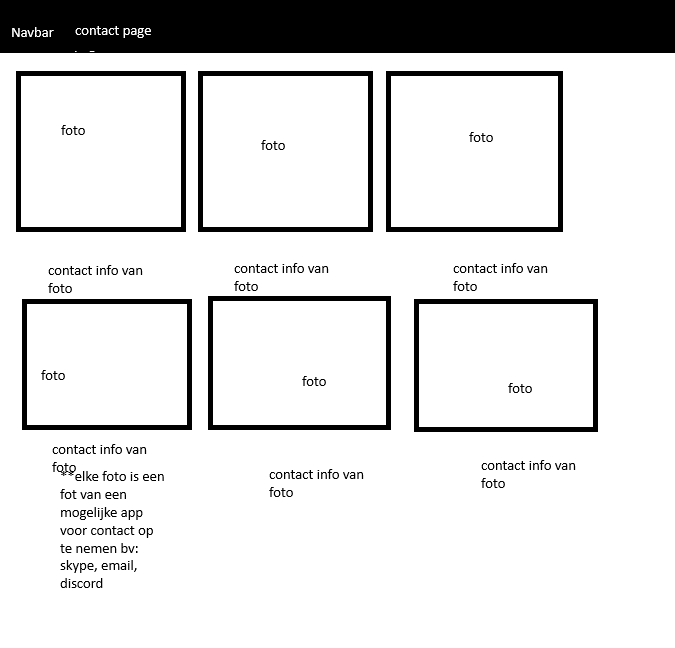 Navbar
contact page
foto
foto
foto
contact info van
foto
contact info van
foto
contact info van
foto
foto
foto
foto
contact info van
foto
contact info van
foto
contact info van
foto
**elke foto is een
fot van een
mogelijke app
voor contact op
te nemen bv:
skype, email,
discord